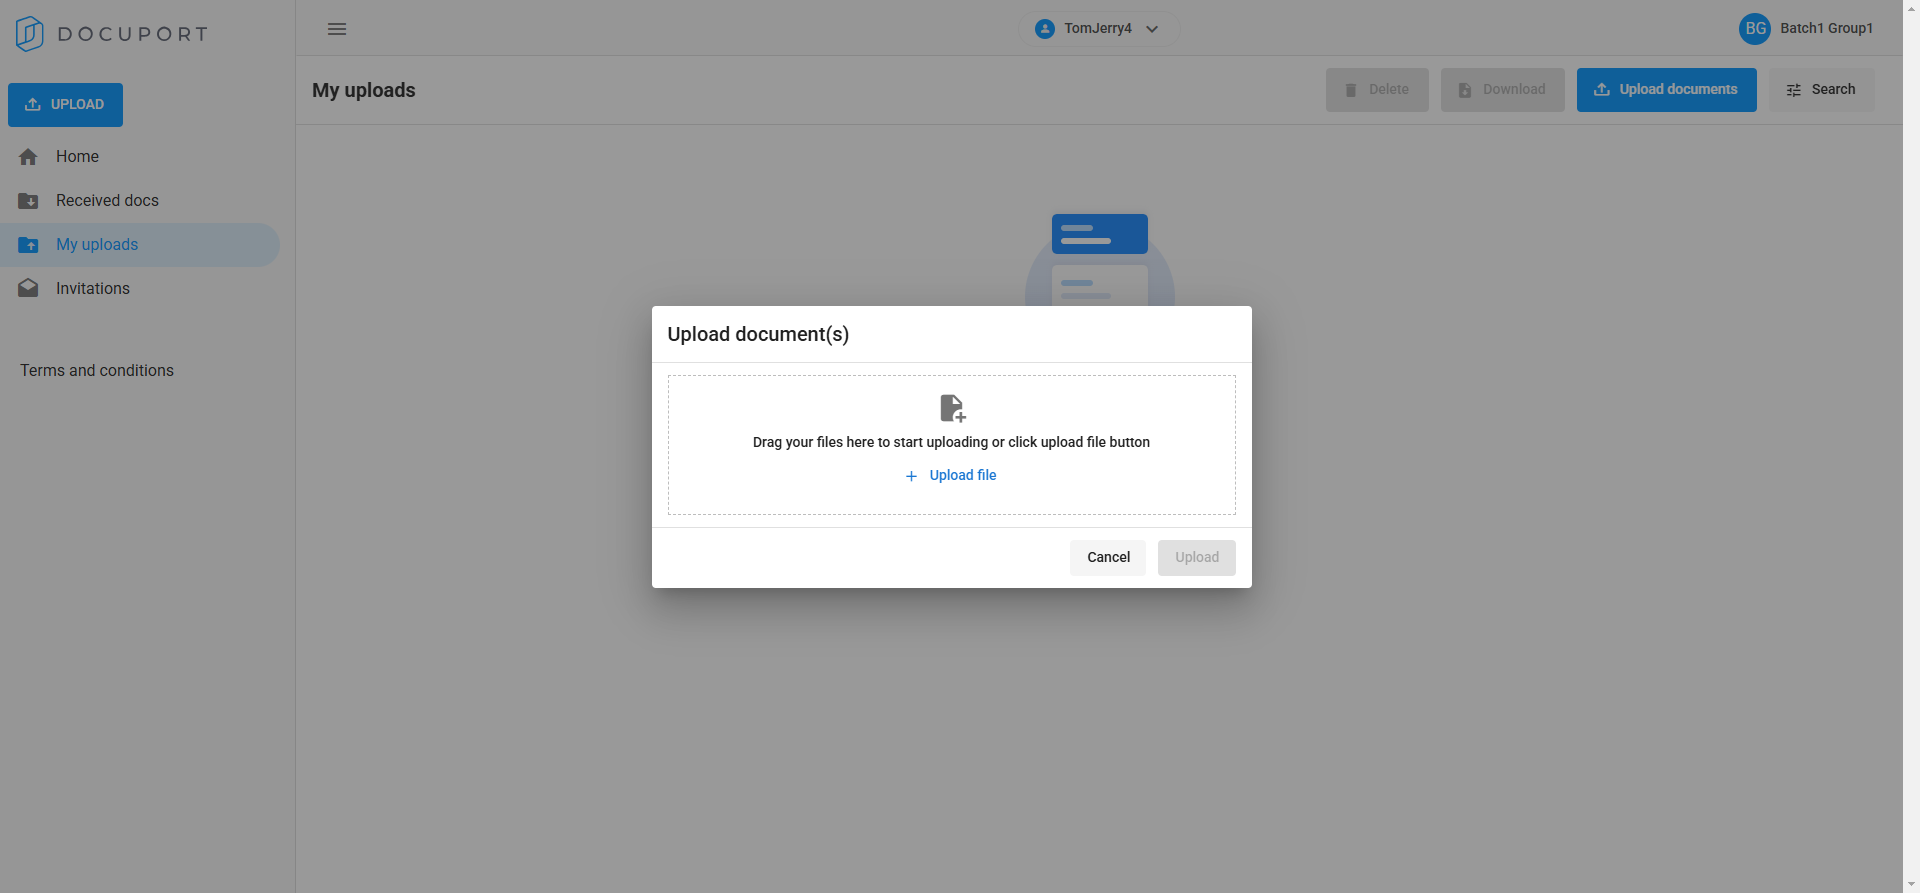 DOCUPORT
TomJerry4
BG Batch1 Group1
UPLOAD
Home
Received docs
My uploads
Invitations
Terms and conditions
My uploads
Delete
Download
Upload documents
Search
Upload document(s)
Drag your files here to start uploading or click upload file button
Upload file
Cancel
Upload